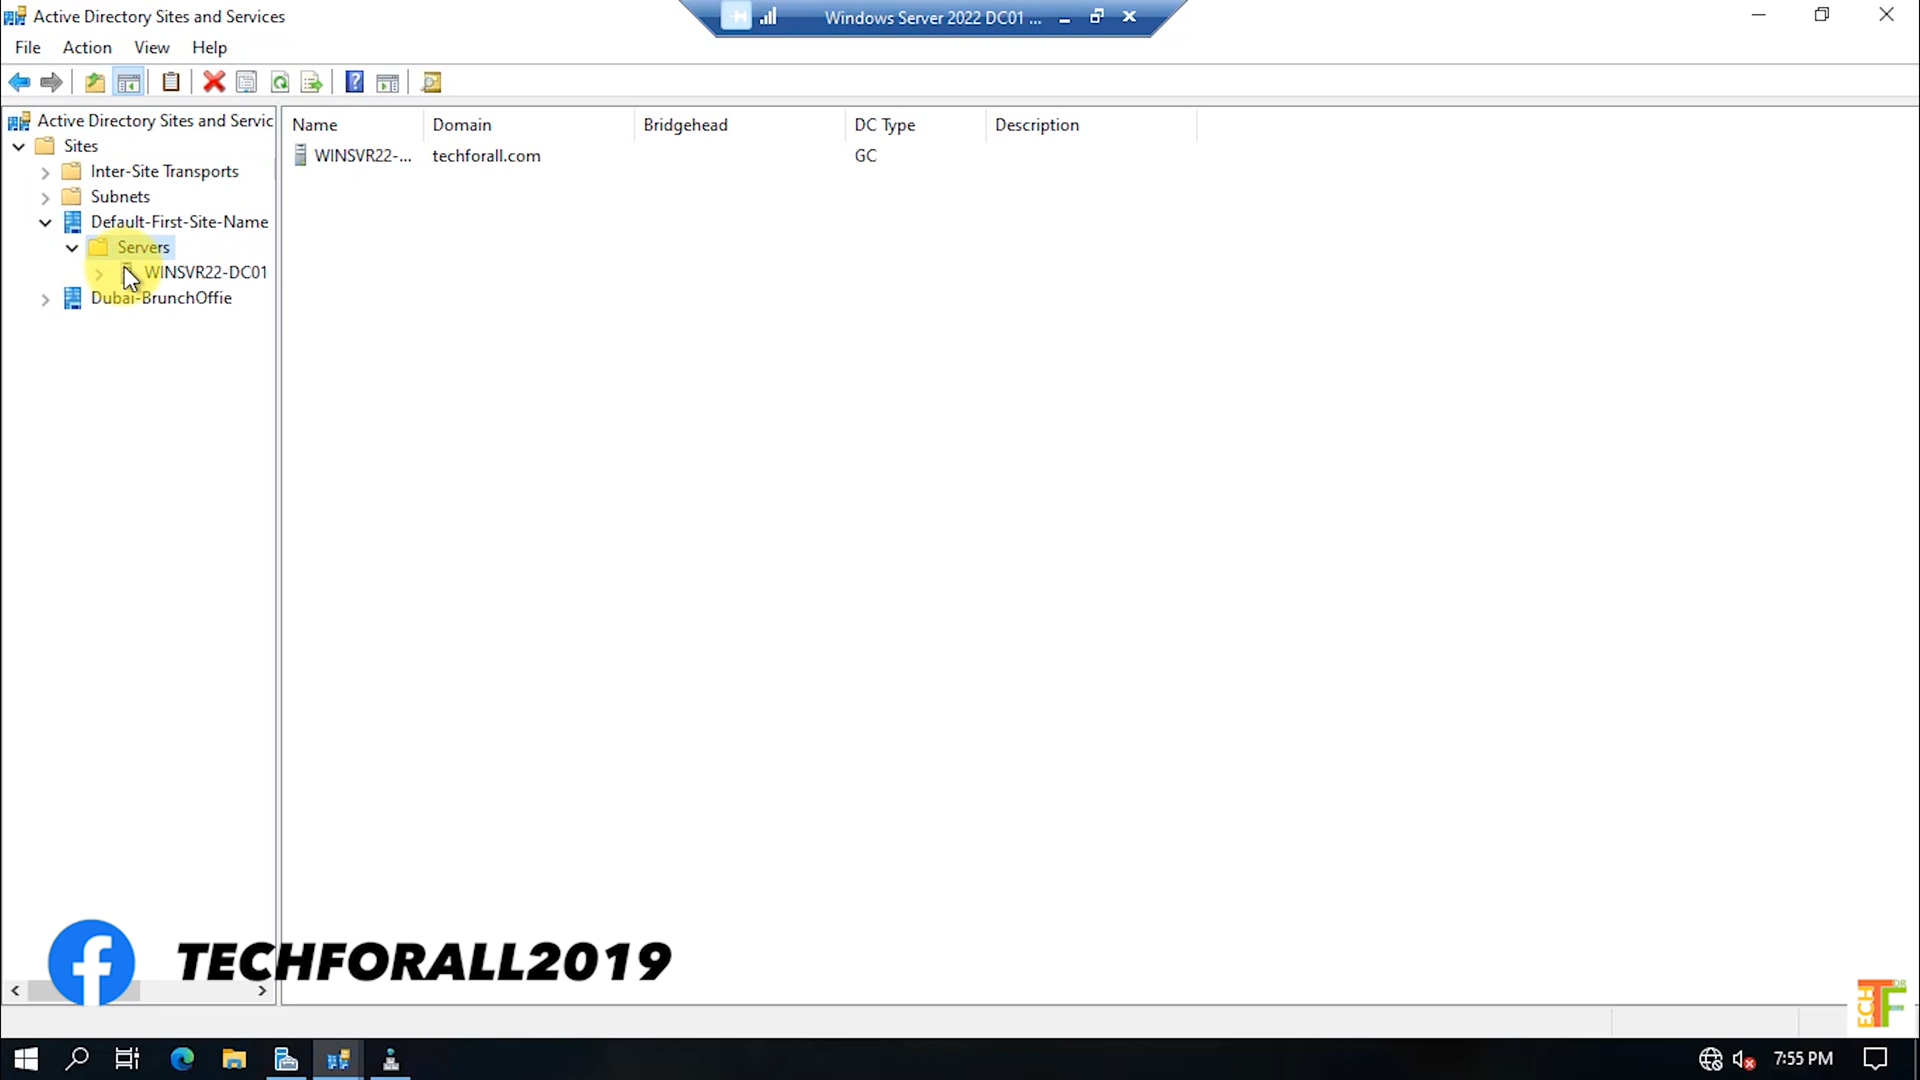 Active Directory Sites and Services
Windows Server 2022 DC01 ...
File Action View Help
Active Directory Sites and Servic
Sites
Inter-Site Transports
Subnets
Default-First-Site-Name
Servers
WINSVR22-DC01
Dubai-BrunchOffie
Name Domain Bridgehead DC Type Description
WINSVR22-... techforall.com GC
TECHFORALL2019
7:55 PM